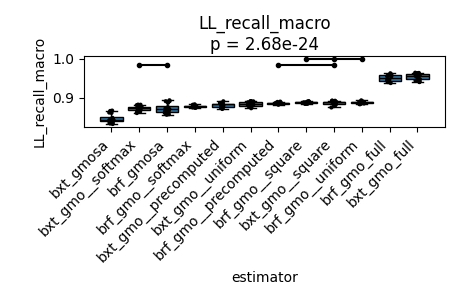 LL_recall_macro
p = 2.68e-24
LL_recall_macro
1.0
0.9
bxt_gmosa
bxt_gmo__softmax
brf_gmosa
brf_gmo__softmax
bxt_gmo__precomputed
bxt_gmo__uniform
brf_gmo__precomputed
brf_gmo__square
bxt_gmo__square
brf_gmo__uniform
brf_gmo_full
bxt_gmo_full
estimator